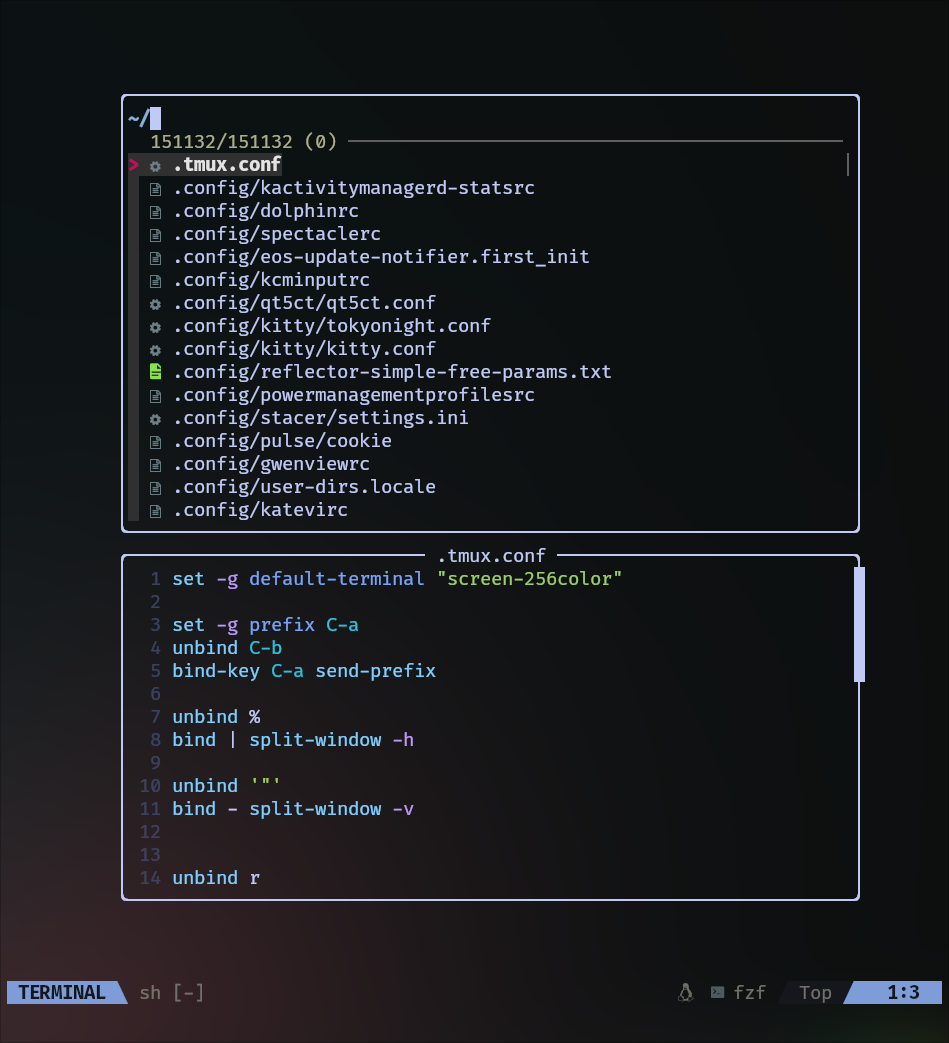 ~/
151132/151132 (0)
> .tmux.conf
.config/kactivitymanagerd-statsrc
.config/dolphinrc
.config/spectaclerc
.config/eos-update-notifier.first_init
.config/kcminputrc
.config/qt5ct/qt5ct.conf
.config/kitty/tokyonight.conf
.config/kitty/kitty.conf
.config/reflector-simple-free-params.txt
.config/powermanagementprofilesrc
.config/stacer/settings.ini
.config/pulse/cookie
.config/gwenviewrc
.config/user-dirs.locale
.config/katevirc
.tmux.conf
1 set -g default-terminal "screen-256color"
2
3 set -g prefix C-a
4 unbind C-b
5 bind-key C-a send-prefix
6
7 unbind %
8 bind | split-window -h
9
10 unbind '"'
11 bind - split-window -v
12
13
14 unbind r
TERMINAL sh [-] fzf Top 1:3